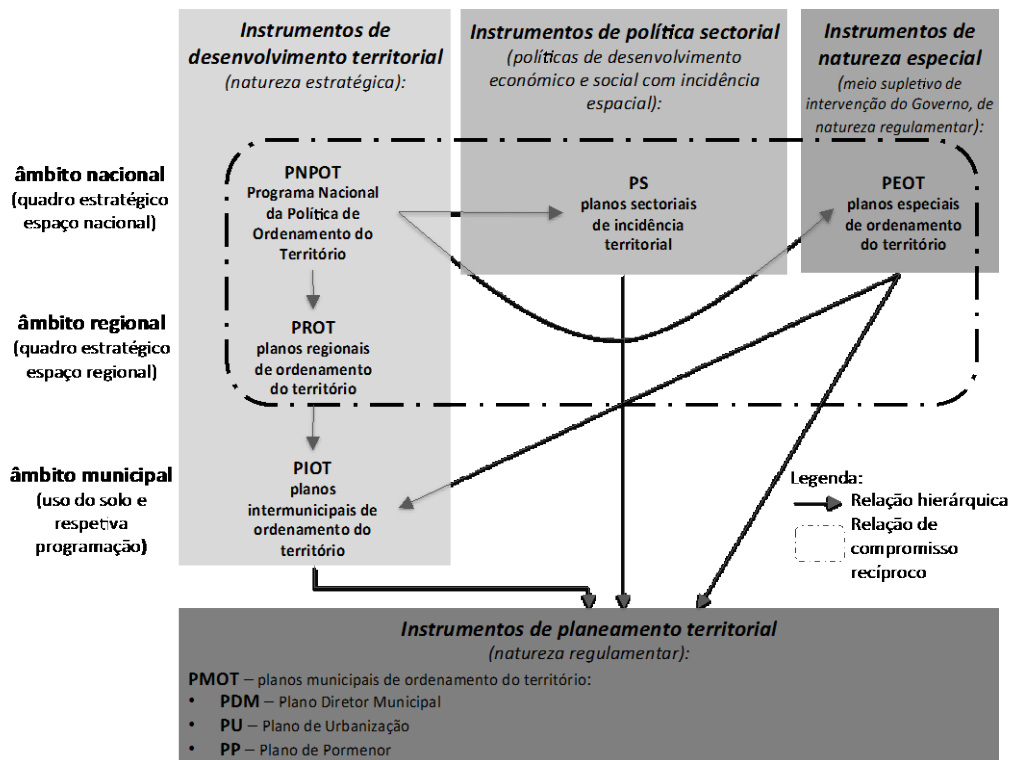 Instrumentos de
desenvolvimento territorial
(natureza estratégica):
Instrumentos de política sectorial
(políticas de desenvolvimento
económico e social com incidência
espacial):
Instrumentos de
natureza especial
(meio supletivo de
intervenção do Governo, de
natureza regulamentar):
âmbito nacional
(quadro estratégico
espaço nacional)
PNPOT
Programa Nacional
da Política de
Ordenamento do
Território
PS
planos sectoriais
de incidência
territorial
PEOT
planos especiais
de ordenamento
do território
âmbito regional
(quadro estratégico
espaço regional)
PROT
planos regionais
de ordenamento
do território
âmbito municipal
(uso do solo e
respetiva
programação)
PIOT
planos
intermunicipais de
ordenamento do
território
Legenda:
Relação hierárquica
Relação de
compromisso
recíproco
Instrumentos de planeamento territorial
(natureza regulamentar):
PMOT – planos municipais de ordenamento do território:
• PDM – Plano Diretor Municipal
• PU – Plano de Urbanização
• PP – Plano de Pormenor